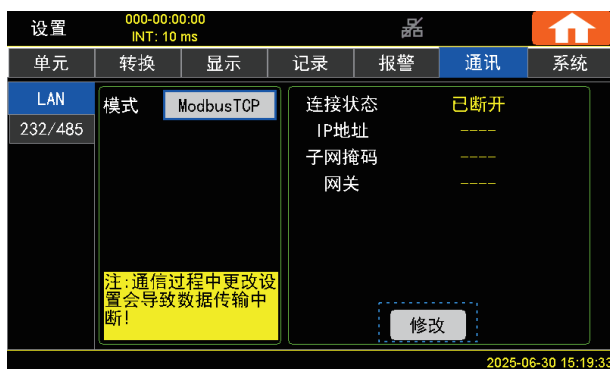 设置
000-00:00:00
INT: 10 ms
单元 转换 显示 记录 报警 通讯 系统
LAN
232/485
模式 ModbusTCP
注:通信过程中更改设
置会导致数据传输中
断!
连接状态 已断开
IP地址 ----
子网掩码 ----
网关 ----
修改
2025-06-30 15:19:33